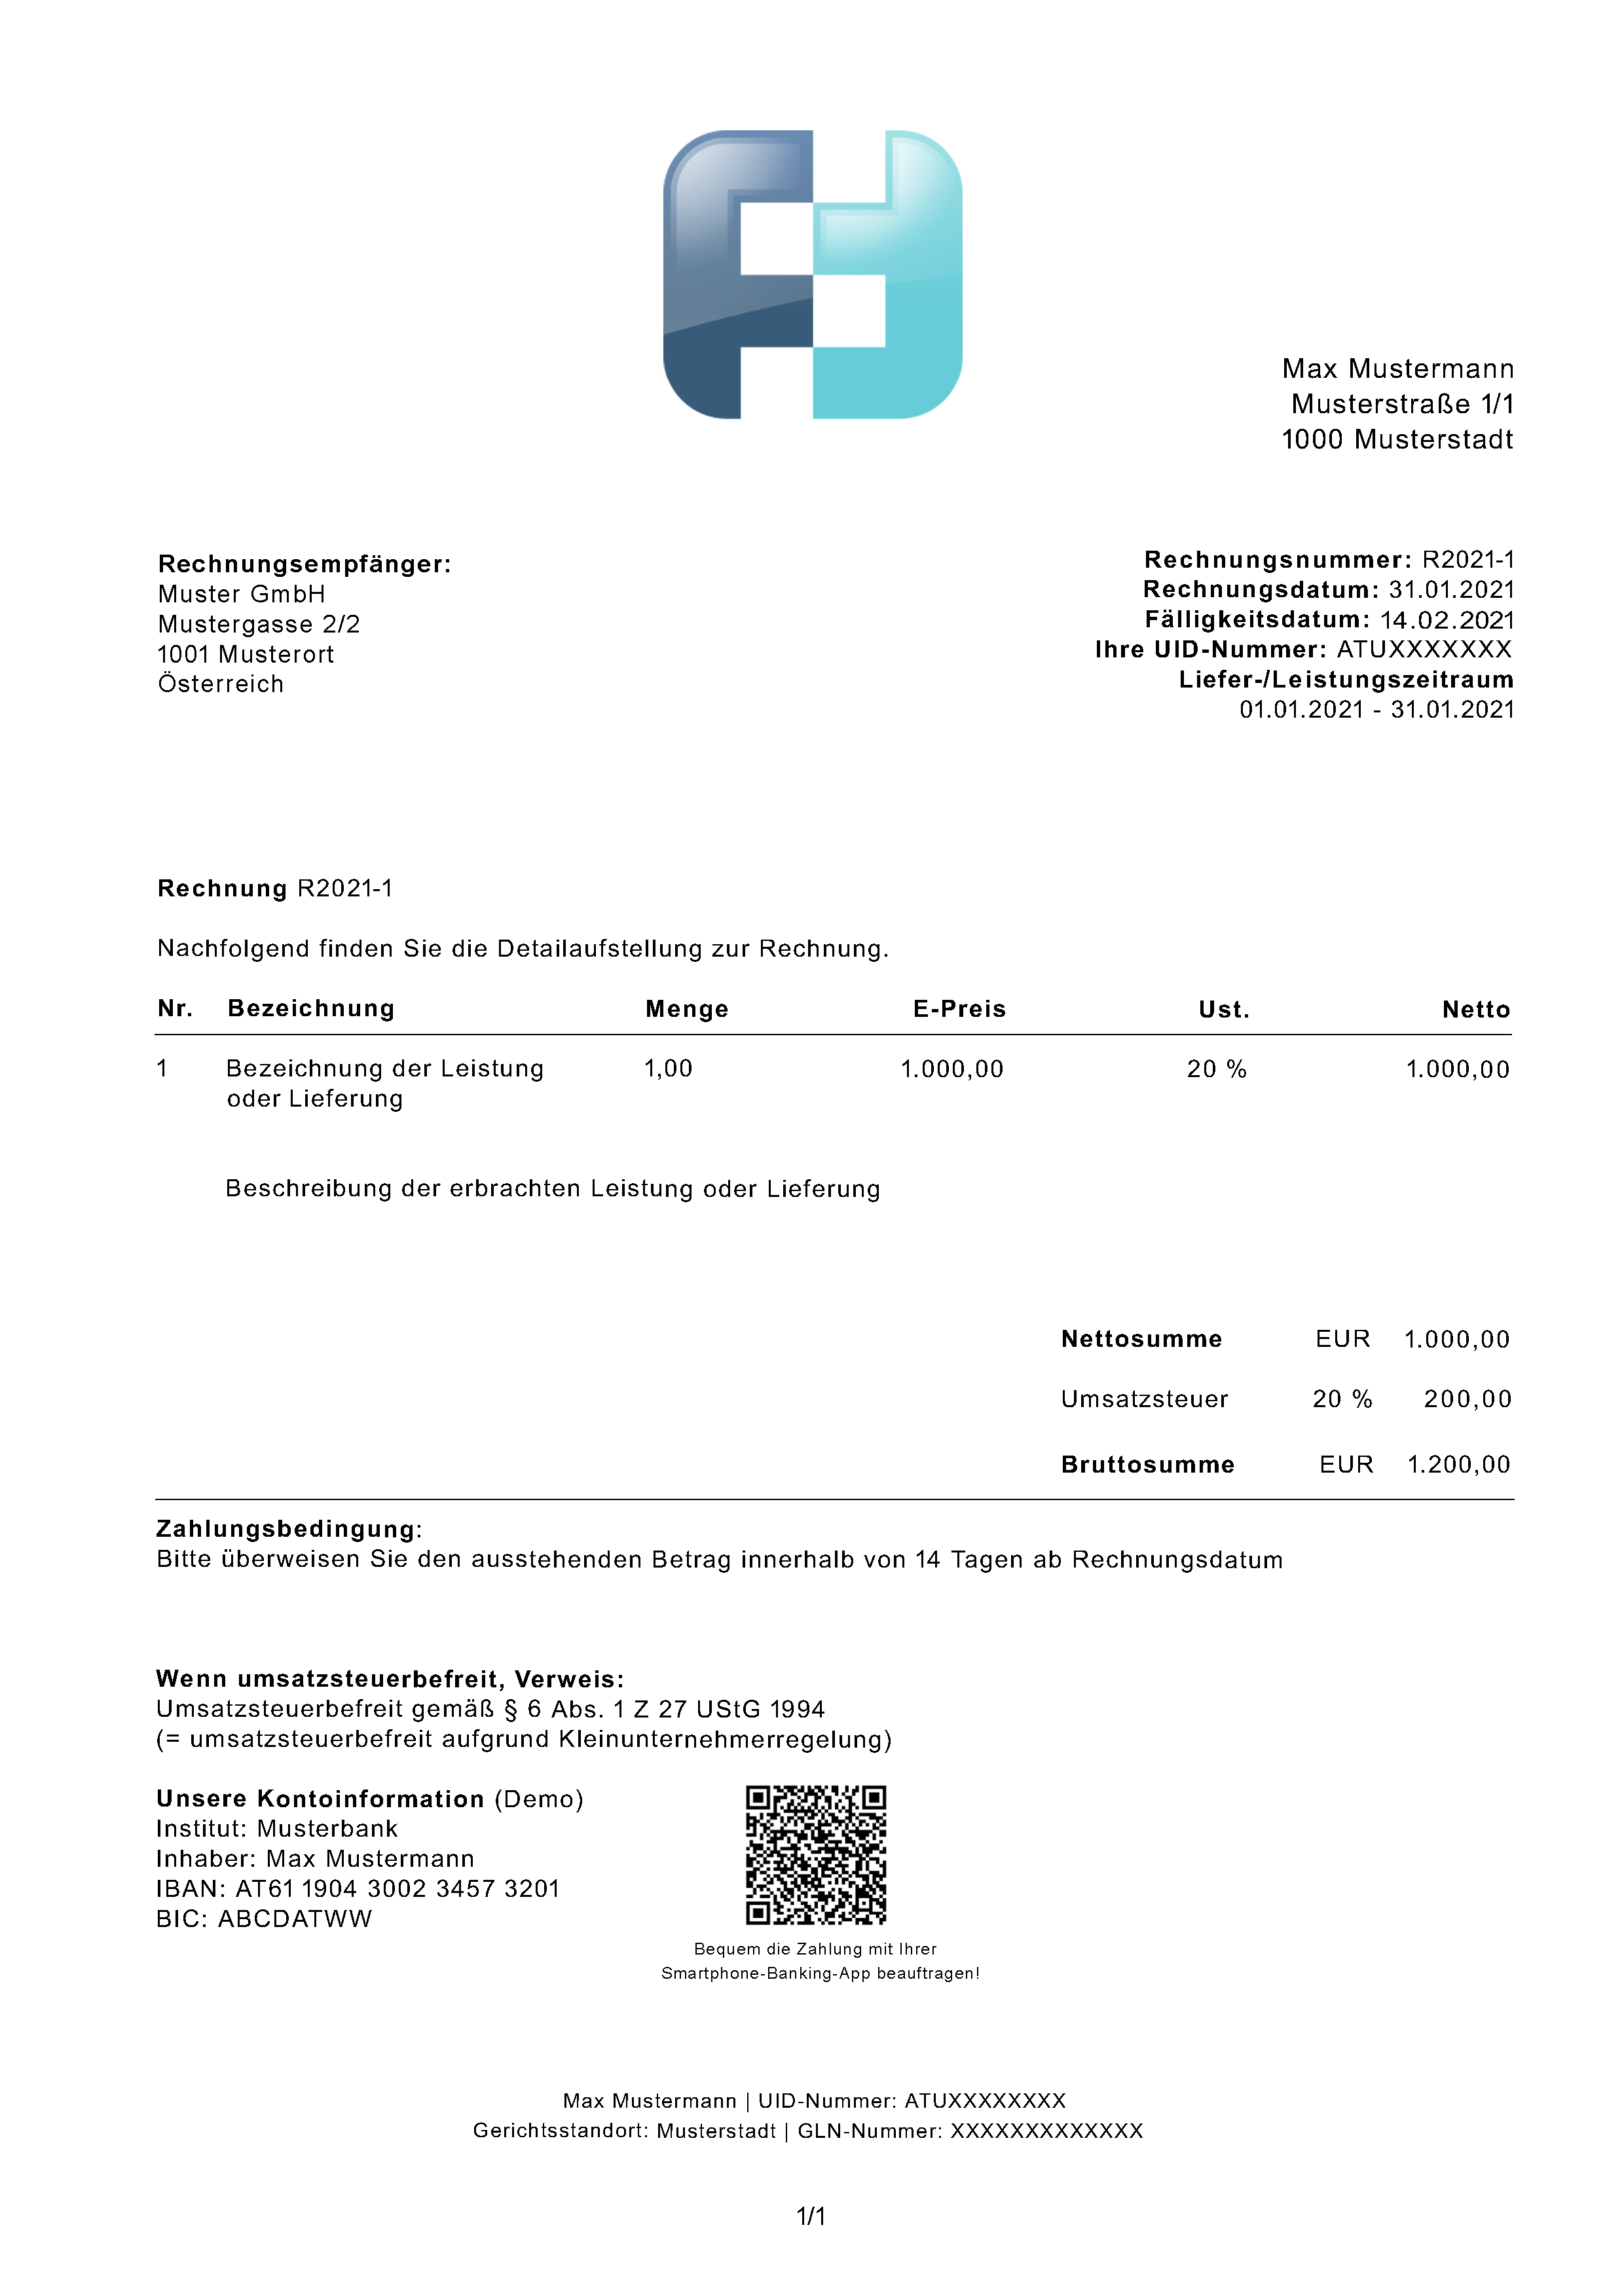 Max Mustermann
Musterstraße 1/1
1000 Musterstadt
Rechnungsempfänger:
Muster GmbH
Mustergasse 2/2
1001 Musterort
Österreich
Rechnungsnummer: R2021-1
Rechnungsdatum: 31.01.2021
Fälligkeitsdatum: 14.02.2021
Ihre UID-Nummer: ATUXXXXXXX
Liefer-/Leistungszeitraum
01.01.2021 - 31.01.2021
Rechnung R2021-1
Nachfolgend finden Sie die Detailaufstellung zur Rechnung.
Nr. Bezeichnung Menge E-Preis Ust. Netto
1 Bezeichnung der Leistung 1,00 1.000,00 20 % 1.000,00
oder Lieferung
Beschreibung der erbrachten Leistung oder Lieferung
Nettosumme EUR 1.000,00
Umsatzsteuer 20 % 200,00
Bruttosumme EUR 1.200,00
Zahlungsbedingung:
Bitte überweisen Sie den ausstehenden Betrag innerhalb von 14 Tagen ab Rechnungsdatum
Wenn umsatzsteuerbefreit, Verweis:
Umsatzsteuerbefreit gemäß § 6 Abs. 1 Z 27 UStG 1994
(= umsatzsteuerbefreit aufgrund Kleinunternehmerregelung)
Unsere Kontoinformation (Demo)
Institut: Musterbank
Inhaber: Max Mustermann
IBAN: AT61 1904 3002 3457 3201
BIC: ABCDATWW
Bequem die Zahlung mit Ihrer
Smartphone-Banking-App beauftragen!
Max Mustermann | UID-Nummer: ATUXXXXXXXX
Gerichtsstandort: Musterstadt | GLN-Nummer: XXXXXXXXXXXXX
1/1